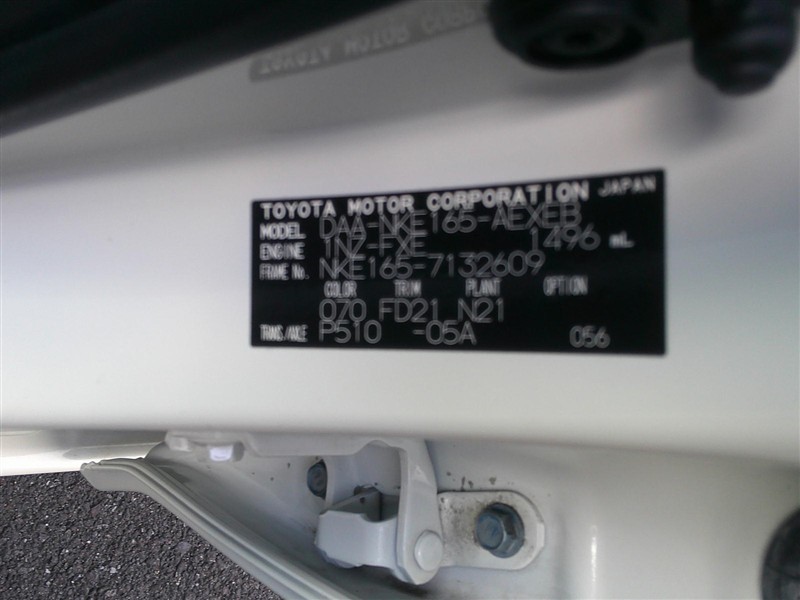 TOYOTA MOTOR CORPORATION JAPAN
MODEL DAA-NKE165-AEXEB
ENGINE 1NZ-FXE 1496 mL
FRAME No. NKE165-7132609
COLOR TRIM PLANT OPTION
070 FD21 N21
TRANS/AXLE P510 -05A 056